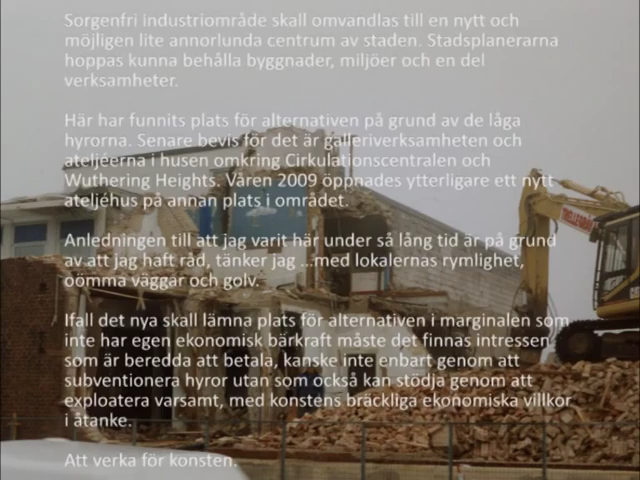 Sorgenfri industriområde skall omvandlas till en nytt och
möjligen lite annorlunda centrum av staden. Stadsplanerarna
hoppas kunna behålla byggnader, miljöer och en del
verksamheter.
Här har funnits plats för alternativen på grund av de låga
hyrorna. Senare bevis för det är galleriverksamheten och
ateljéerna i husen omkring Cirkulationscentralen och
Wuthering Heights. Våren 2009 öppnades ytterligare ett nytt
ateljéhus på annan plats i området.
Anledningen till att jag varit här under så lång tid är på grund
av att jag haft råd, tänker jag ...med lokalernas rymlighet,
oömma väggar och golv.
Ifall det nya skall lämna plats för alternativen i marginalen som
inte har egen ekonomisk bärkraft måste det finnas intressen
som är beredda att betala, kanske inte enbart genom att
subventionera hyror utan som också kan stödja genom att
exploatera varsamt, med konstens bräckliga ekonomiska villkor
i åtanke.
Att verka för konsten.